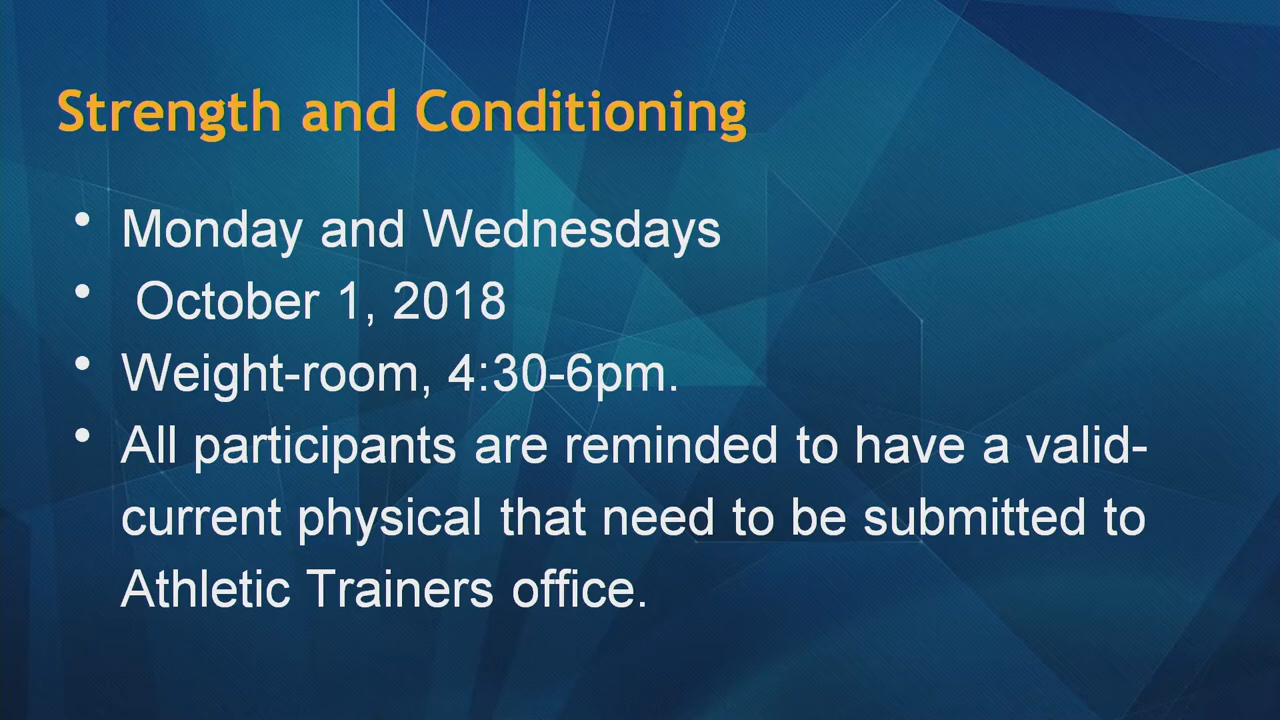 Strength and Conditioning
• Monday and Wednesdays
• October 1, 2018
• Weight-room, 4:30-6pm.
• All participants are reminded to have a valid-
current physical that need to be submitted to
Athletic Trainers office.